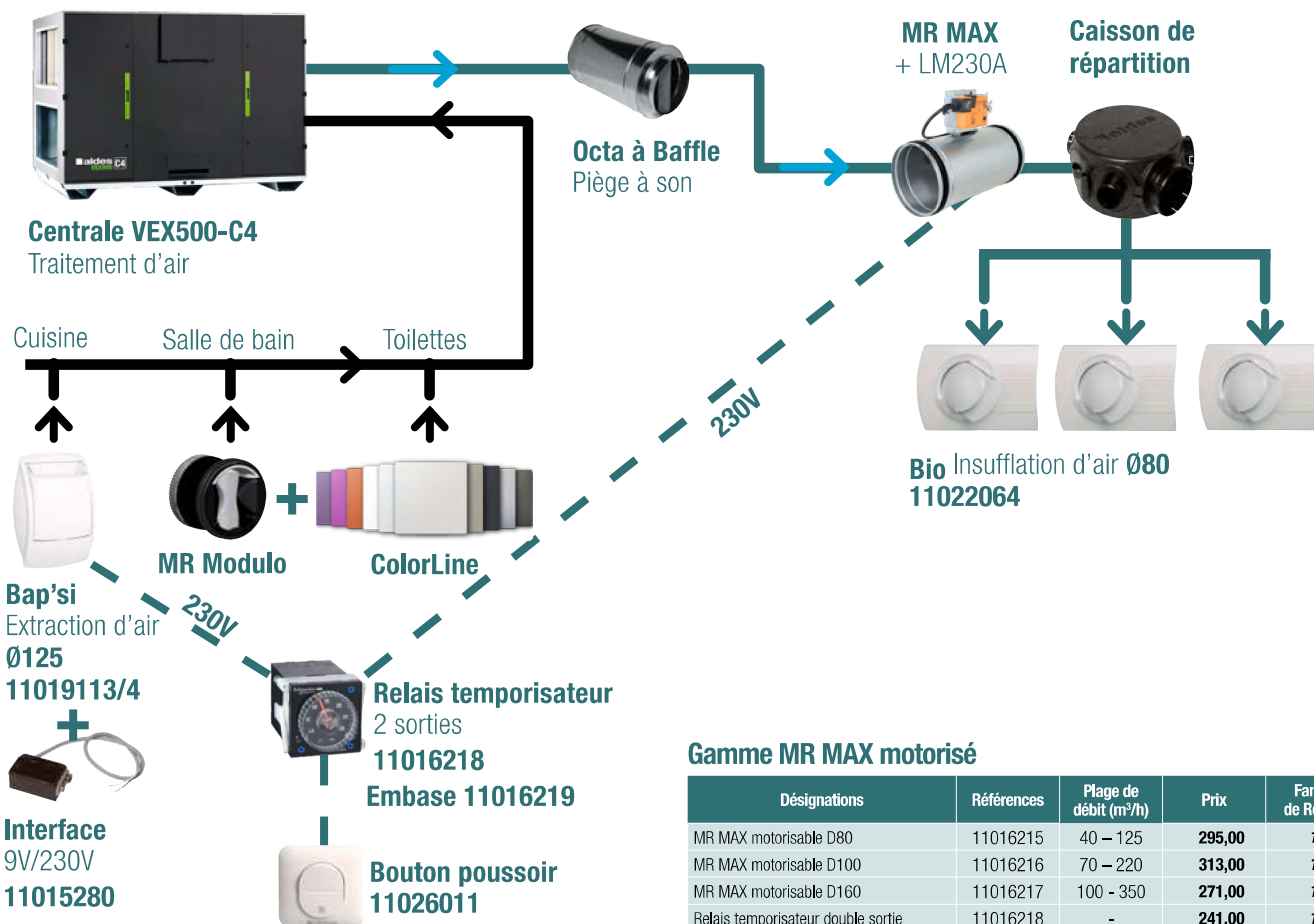 MR MAX
+ LM230A
Caisson de
répartition
Octa à Baffle
Piège à son
aldes
VEX500 C4
aldes
Centrale VEX500-C4
Traitement d'air
Cuisine
Salle de bain
Toilettes
230V
Bio Insufflation d'air Ø80
11022064
MR Modulo
ColorLine
Bap'si
Extraction d'air
Ø125
11019113/4
230V
Relais temporisateur
2 sorties
11016218
Embase 11016219
Interface
9V/230V
11015280
Bouton poussoir
11026011
Gamme MR MAX motorisé
Désignations Références Plage de débit (m³/h) Prix
MR MAX motorisable D80 11016215 40 – 125 295,00
MR MAX motorisable D100 11016216 70 – 220 313,00
MR MAX motorisable D160 11016217 100 - 350 271,00
Relais temporisateur double sortie 11016218 - 241,00